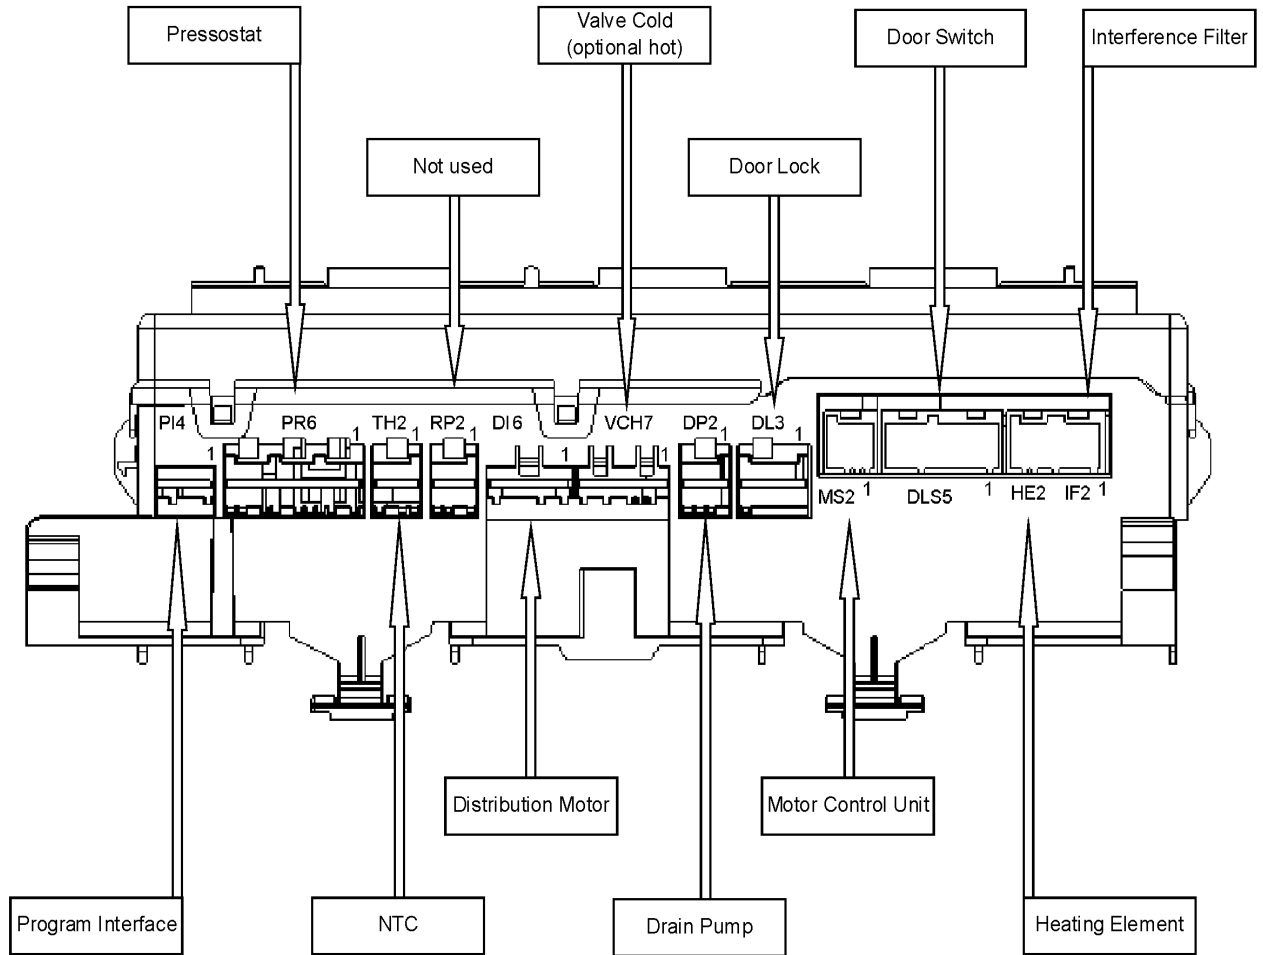 Pressostat
Valve Cold
(optional hot)
Door Switch
Interference Filter
Not used
Door Lock
PI4
PR6
TH2
RP2
DI6
VCH7
DP2
DL3
1
1
1
1
1
1
1
1
MS2
1
DLS5
1
HE2
IF2
1
Distribution Motor
Motor Control Unit
Program Interface
NTC
Drain Pump
Heating Element